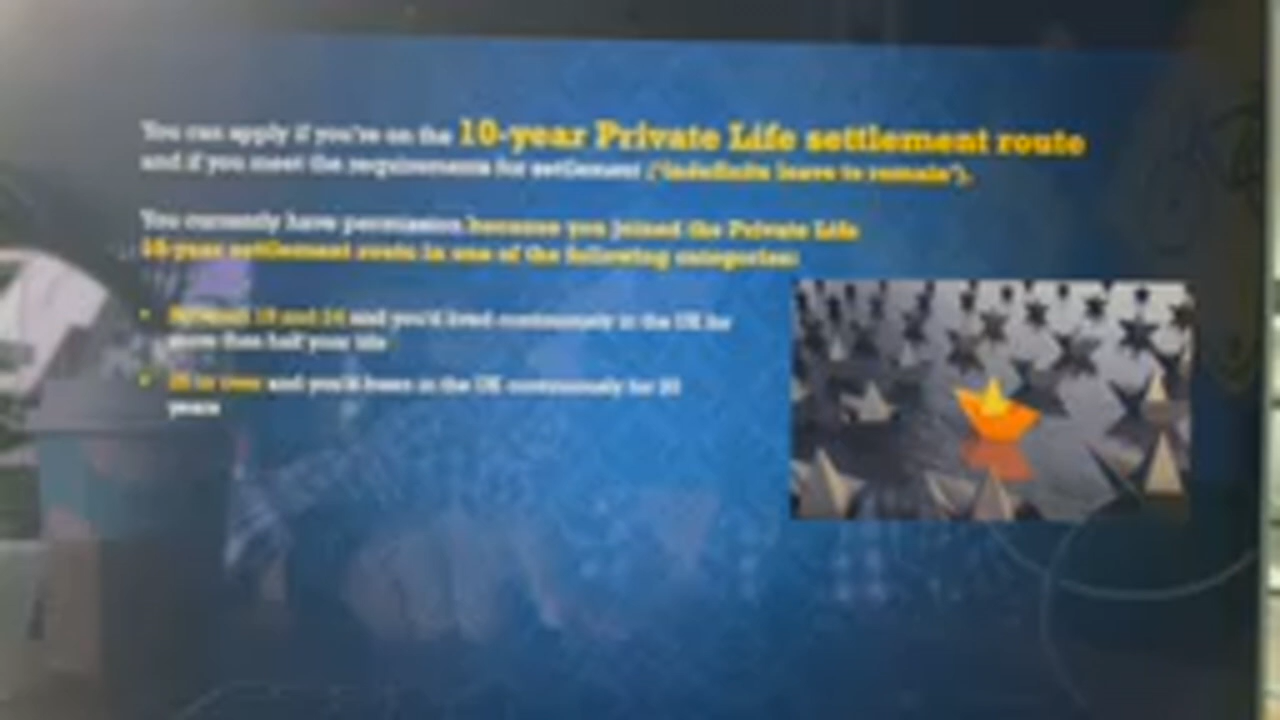 You can apply if you're on the 10-year Private Life settlement route
and if you meet the requirements for settlement ('indefinite leave to remain').
You currently have permission because you joined the Private Life
10-year settlement route in one of the following categories:
• Between 18 and 24 and you'd lived continuously in the UK for
more than half your life
• 25 or over and you'd been in the UK continuously for 20
years